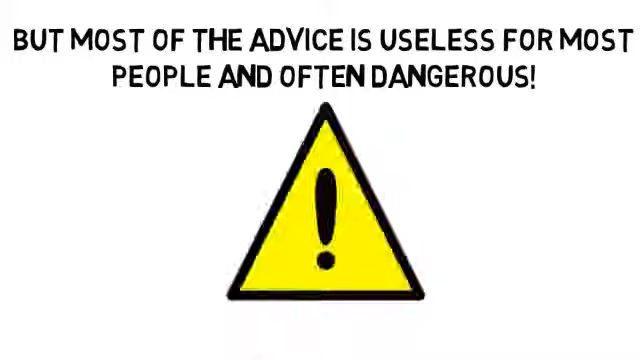 BUT MOST OF THE ADVICE IS USELESS FOR MOST
PEOPLE AND OFTEN DANGEROUS!
!